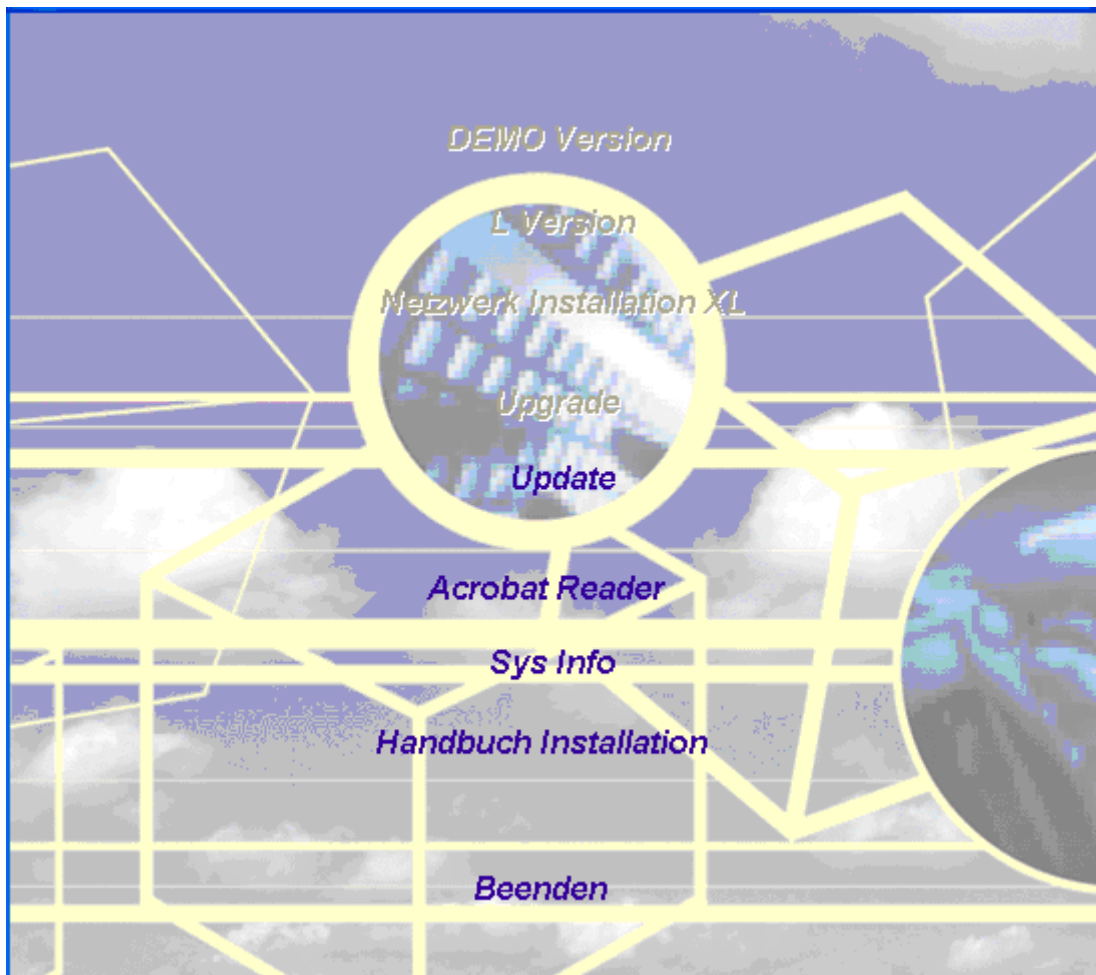 DEMO Version
L Version
Netzwerk Installation XL
Upgrade
Update
Acrobat Reader
Sys Info
Handbuch Installation
Beenden